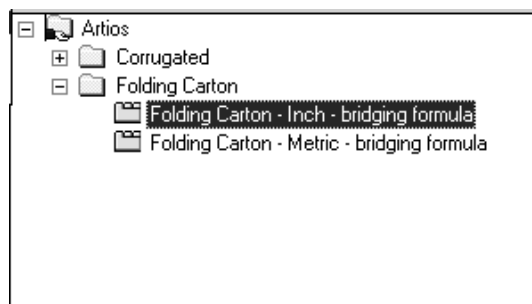 Artios
Corrugated
Folding Carton
Folding Carton - Inch - bridging formula
Folding Carton - Metric - bridging formula